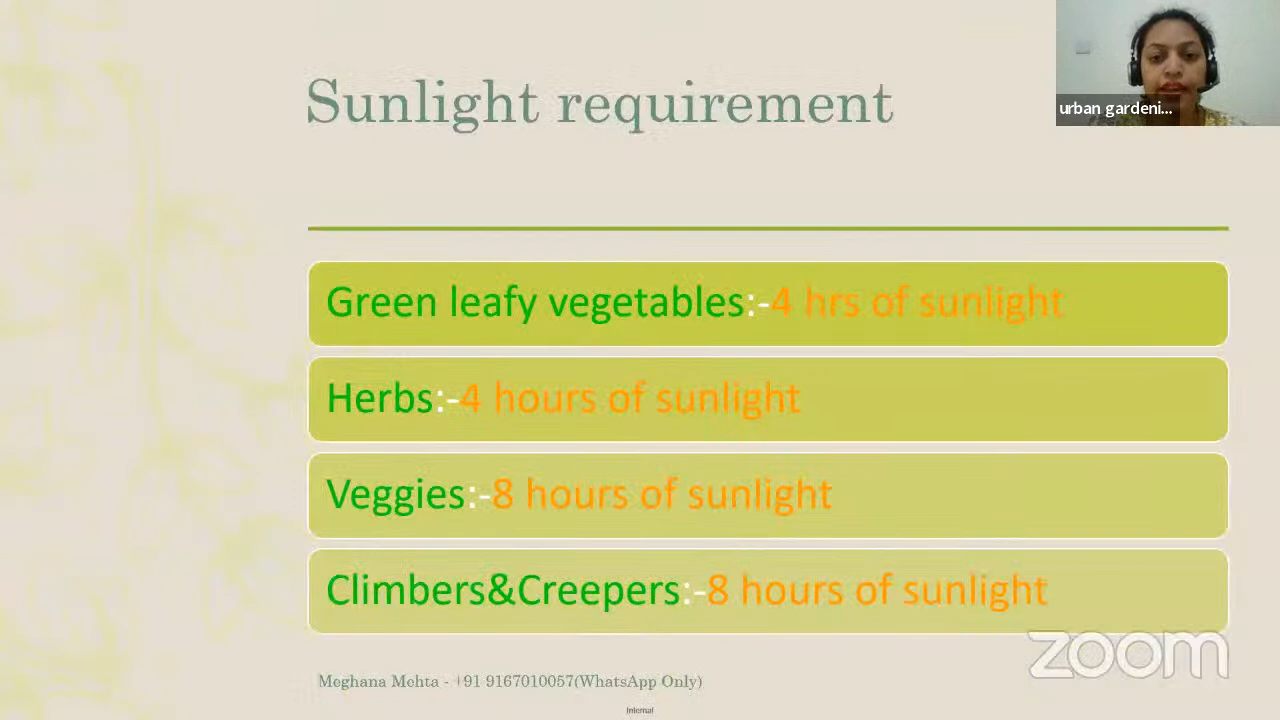 Sunlight requirement
urban gardeni...
Green leafy vegetables:-4 hrs of sunlight
Herbs:-4 hours of sunlight
Veggies:-8 hours of sunlight
Climbers&Creepers:-8 hours of sunlight
zoom
Meghana Mehta - +91 9167010057(WhatsApp Only)
Internal